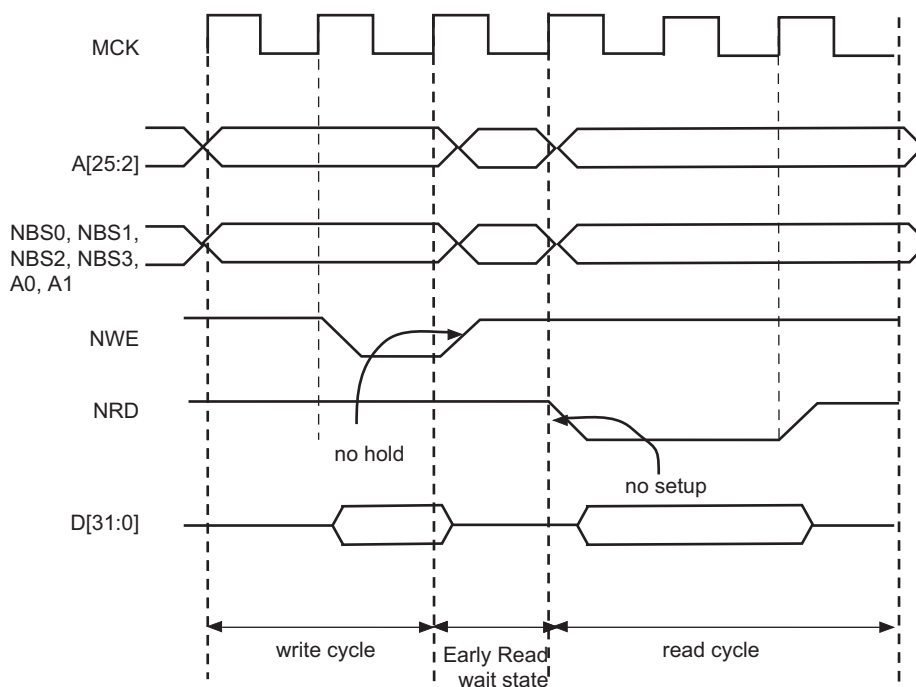 MCK
A[25:2]
NBS0, NBS1,
NBS2, NBS3,
A0, A1
NWE
NRD
no hold
no setup
D[31:0]
write cycle
Early Read
wait state
read cycle